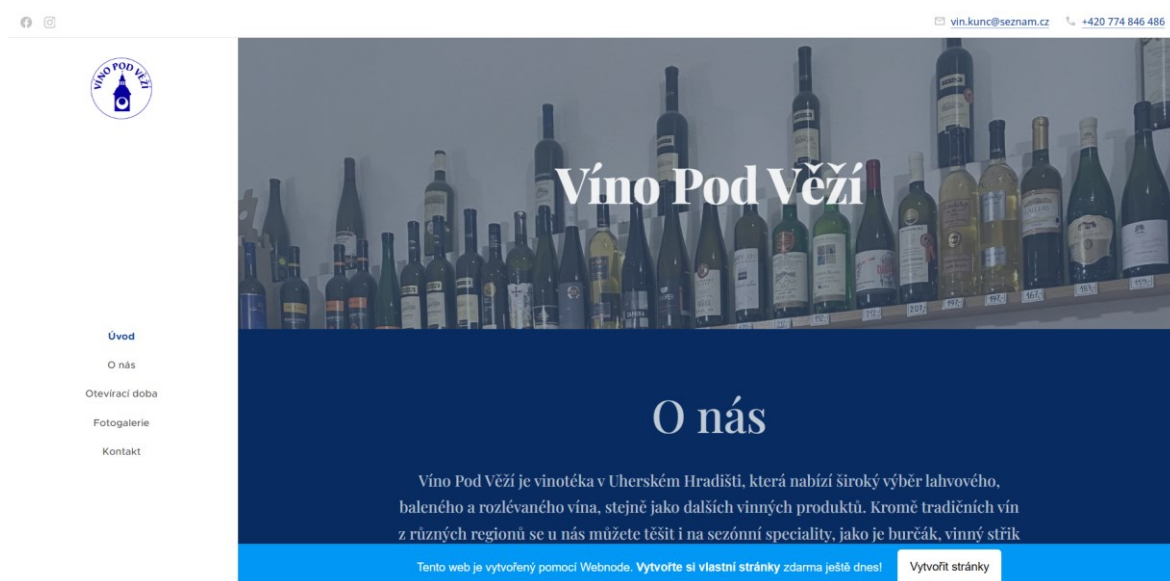 vin.kunc@seznam.cz +420 774 846 486
VÍNO POD VĚŽÍ
Víno Pod Věží
Úvod
O nás
Otevírací doba
Fotogalerie
Kontakt
O nás
Víno Pod Věží je vinotéka v Uherském Hradišti, která nabízí široký výběr lahvového,
baleného a rozlévaného vína, stejně jako dalších vinných produktů. Kromě tradičních vín
z různých regionů se u nás můžete těšit i na sezónní speciality, jako je burčák, vinný střik
Tento web je vytvořený pomocí Webnode. Vytvořte si vlastní stránky zdarma ještě dnes! Vytvořit stránky